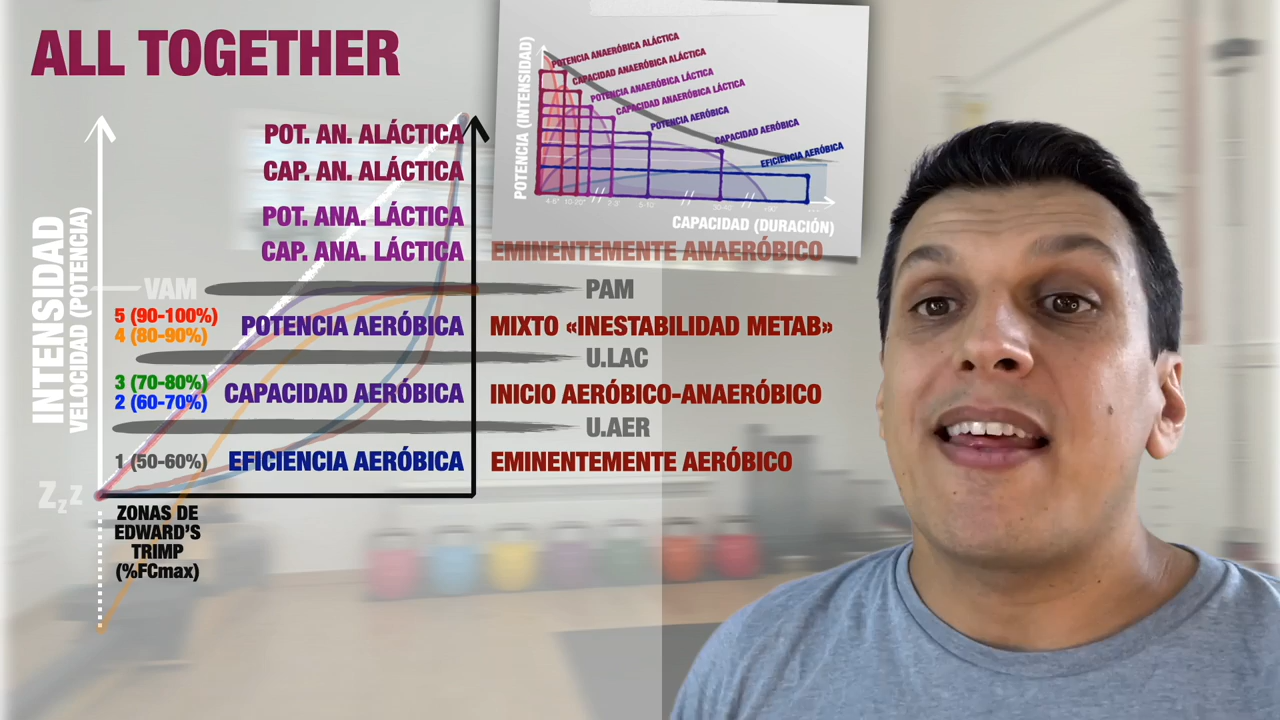 ALL TOGETHER
POTENCIA (INTENSIDAD)
POTENCIA ANAERÓBICA ALÁCTICA
CAPACIDAD ANAERÓBICA ALÁCTICA
POTENCIA ANAERÓBICA LÁCTICA
CAPACIDAD ANAERÓBICA LÁCTICA
POTENCIA AERÓBICA
CAPACIDAD AERÓBICA
EFICIENCIA AERÓBICA
CAPACIDAD (DURACIÓN)
INTENSIDAD
VELOCIDAD (POTENCIA)
POT. AN. ALÁCTICA
CAP. AN. ALÁCTICA
POT. ANA. LÁCTICA
CAP. ANA. LÁCTICA
EMINENTEMENTE ANAERÓBICO
VAM
PAM
5 (90-100%)
4 (80-90%)
POTENCIA AERÓBICA
MIXTO «INESTABILIDAD METAB»
U.LAC
3 (70-80%)
2 (60-70%)
CAPACIDAD AERÓBICA
INICIO AERÓBICO-ANAERÓBICO
U.AER
1 (50-60%)
EFICIENCIA AERÓBICA
EMINENTEMENTE AERÓBICO
ZzZ
ZONAS DE
EDWARD'S
TRIMP
(%FCmax)